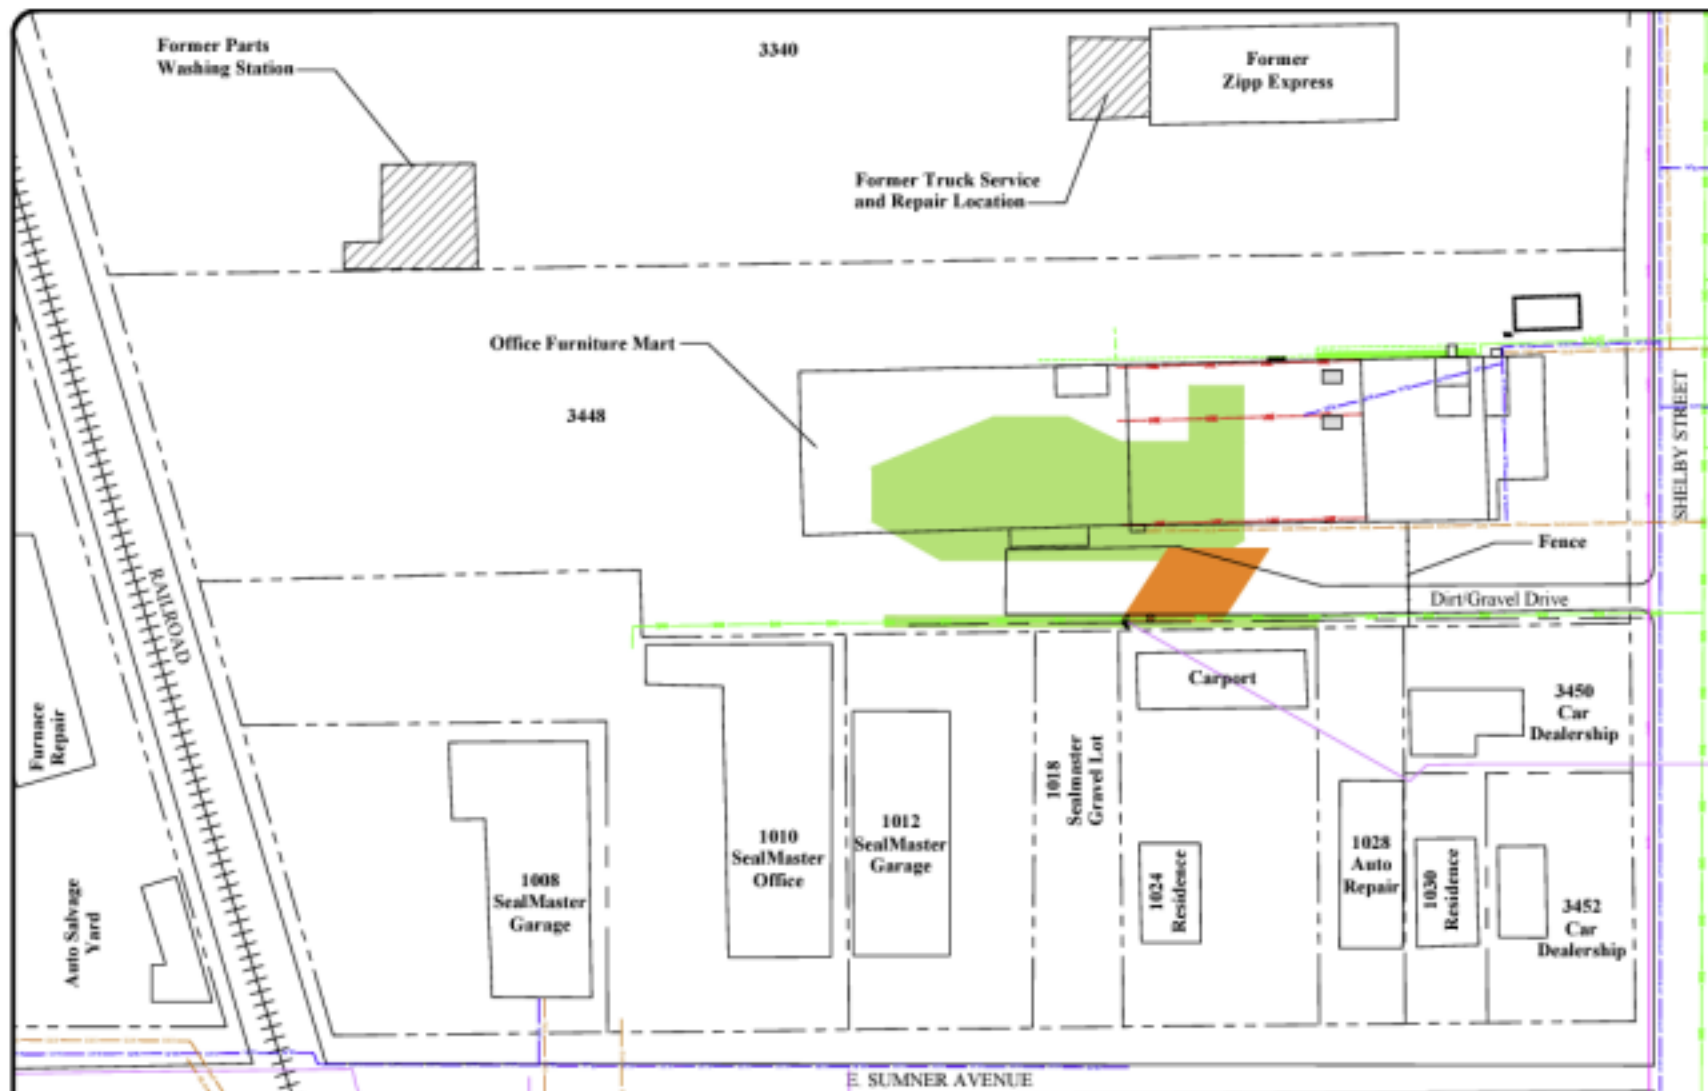 Former Parts
Washing Station
3340
Former
Zipp Express
Former Truck Service
and Repair Location
Office Furniture Mart
3448
SHELBY STREET
Fence
Dirt/Gravel Drive
RAILROAD
Carport
3450
Car
Dealership
Furnace
Repair
1018
Sealmaster
Gravel Lot
1010
SealMaster
Office
1012
SealMaster
Garage
1008
SealMaster
Garage
1024
Residence
1028
Auto
Repair
1030
Residence
3452
Car
Dealership
Auto Salvage
Yard
E. SUMNER AVENUE